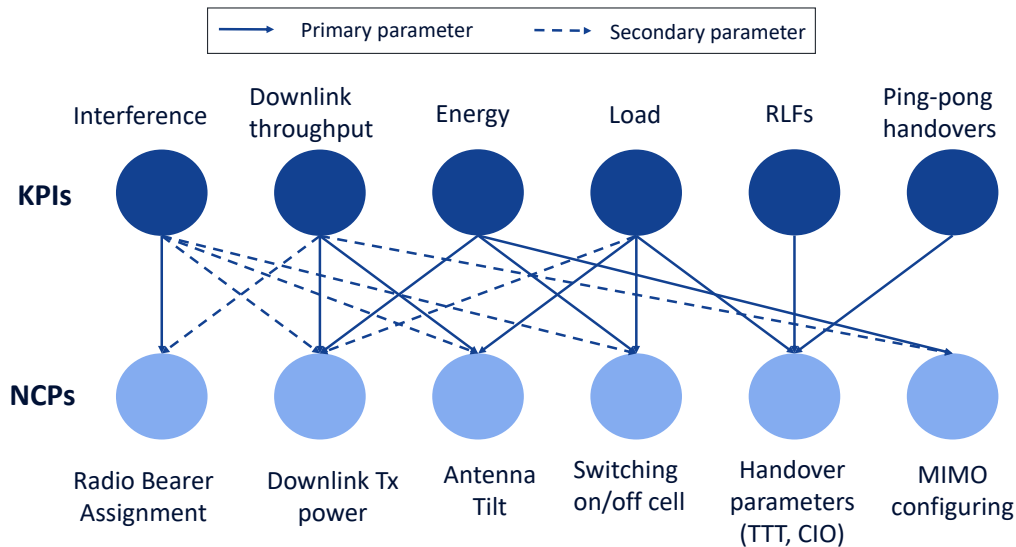 Primary parameter
Secondary parameter
Interference
Downlink
throughput
Energy
Load
RLFs
Ping-pong
handovers
KPIs
NCPs
Radio Bearer
Assignment
Downlink Tx
power
Antenna
Tilt
Switching
on/off cell
Handover
parameters
(TTT, CIO)
MIMO
configuring